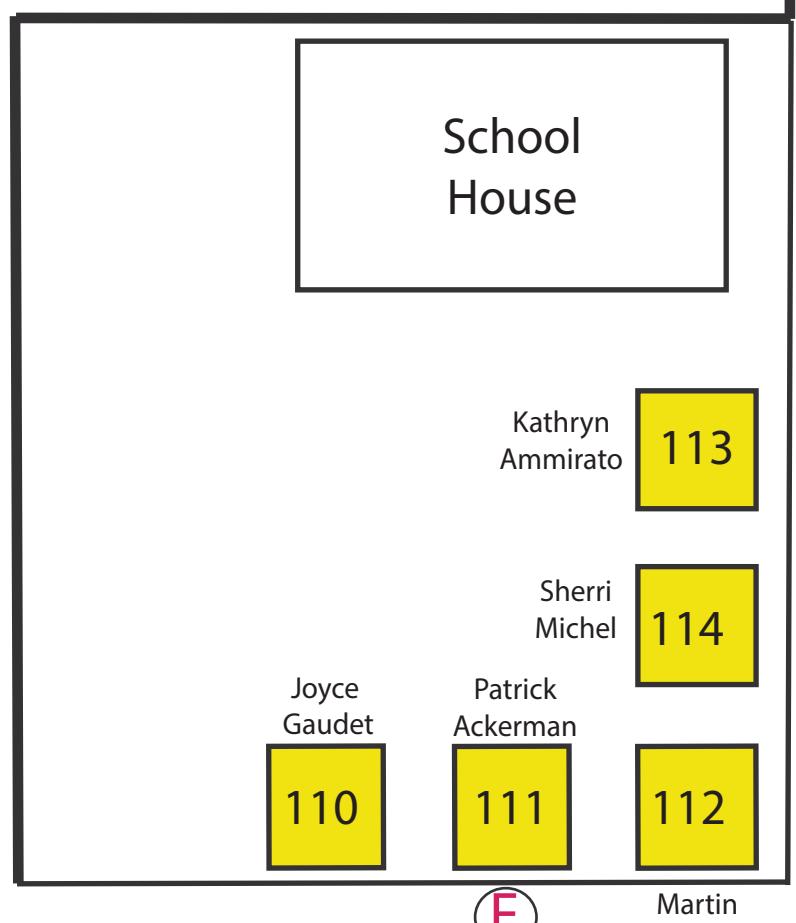 School
House
Kathryn
Ammirato
113
Sherri
Michel
114
Joyce
Gaudet
Patrick
Ackerman
110
111
112
Martin